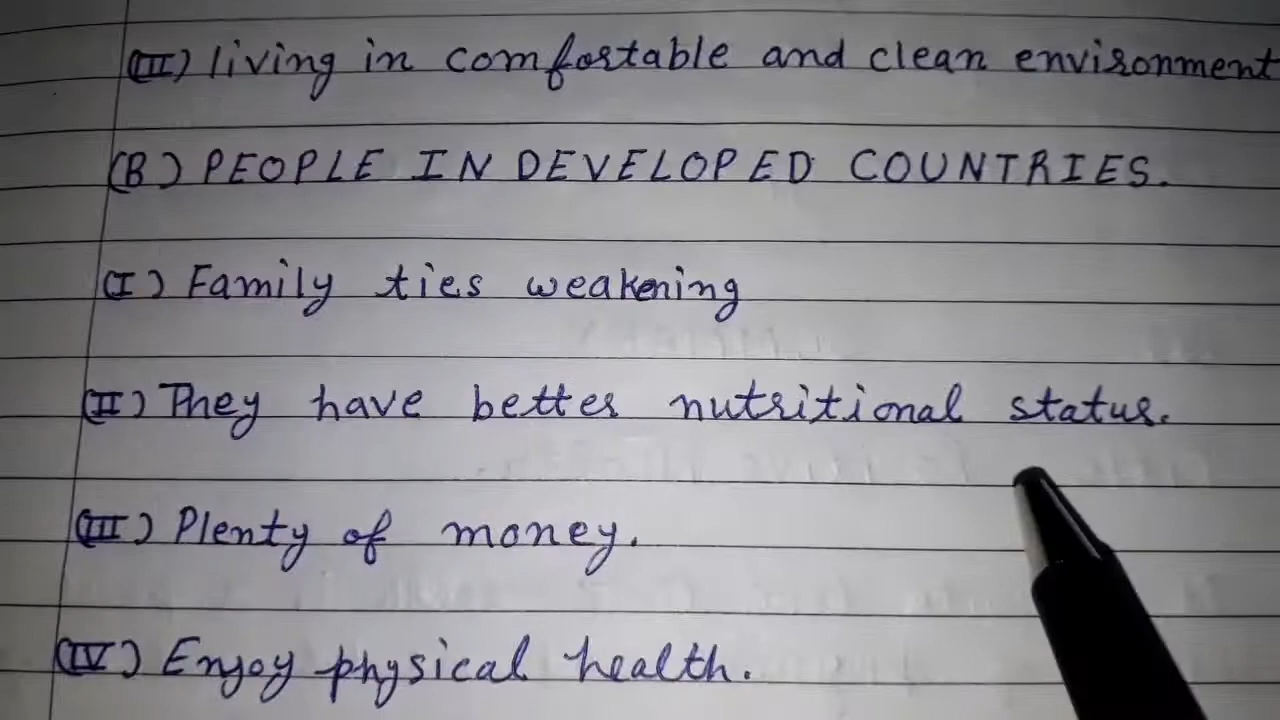 (III) living in comfortable and clean environment
(B) PEOPLE IN DEVELOPED COUNTRIES.
(I) Family ties weakening
(II) They have better nutritional status.
(III) Plenty of money.
(IV) Enjoy physical health.